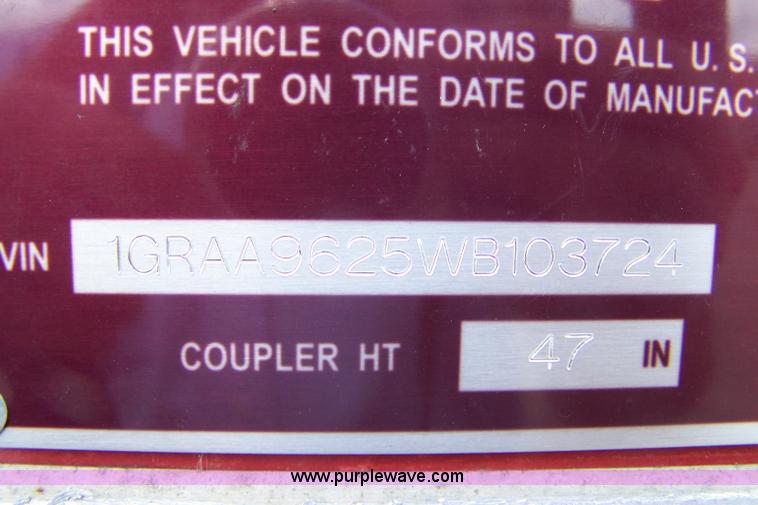 THIS VEHICLE CONFORMS TO ALL U.S.
IN EFFECT ON THE DATE OF MANUFACT
VIN 1GRAA9625WB103724
COUPLER HT 47 IN
www.purplewave.com